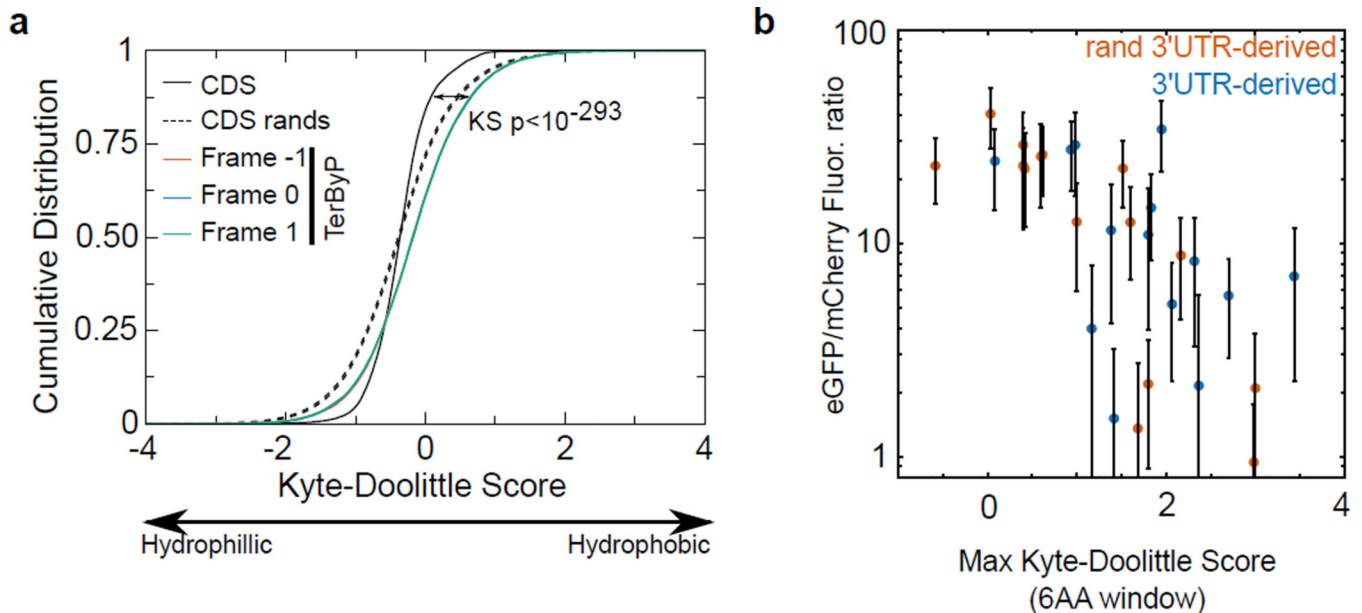 a
1
0.75
0.50
0.25
0
-4
-2
0
2
4
Cumulative Distribution
CDS
CDS rands
Frame -1
Frame 0
Frame 1
TerByP
KS p<10-293
Kyte-Doolittle Score
Hydrophillic
Hydrophobic
b
100
10
1
0
2
4
eGFP/mCherry Fluor. ratio
rand 3'UTR-derived
3'UTR-derived
Max Kyte-Doolittle Score
(6AA window)